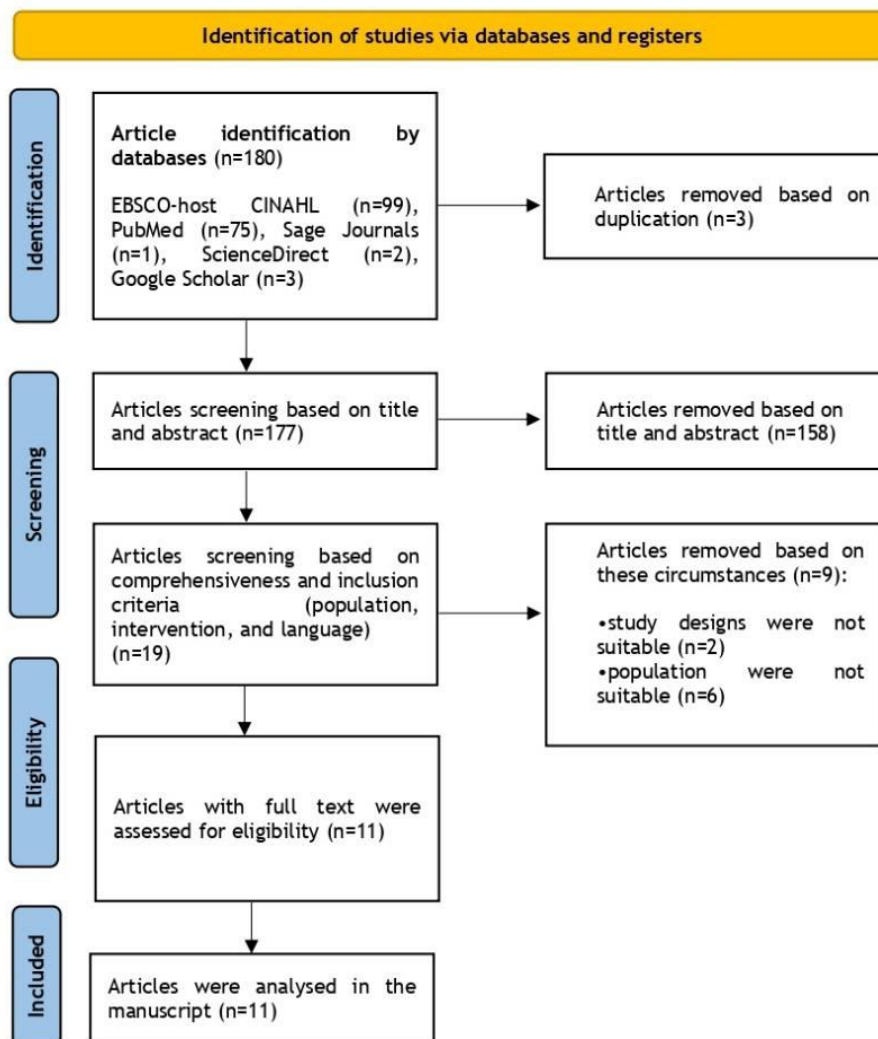 Identification of studies via databases and registers
Identification
Article identification by
databases (n=180)
EBSCO-host CINAHL (n=99),
PubMed (n=75), Sage Journals
(n=1), ScienceDirect (n=2),
Google Scholar (n=3)
Articles removed based on
duplication (n=3)
Screening
Articles screening based on title
and abstract (n=177)
Articles removed based on
title and abstract (n=158)
Articles screening based on
comprehensiveness and inclusion
criteria (population,
intervention, and language)
(n=19)
Articles removed based on
these circumstances (n=9):
•study designs were not
suitable (n=2)
•population were not
suitable (n=6)
Eligibility
Articles with full text were
assessed for eligibility (n=11)
Included
Articles were analysed in the
manuscript (n=11)